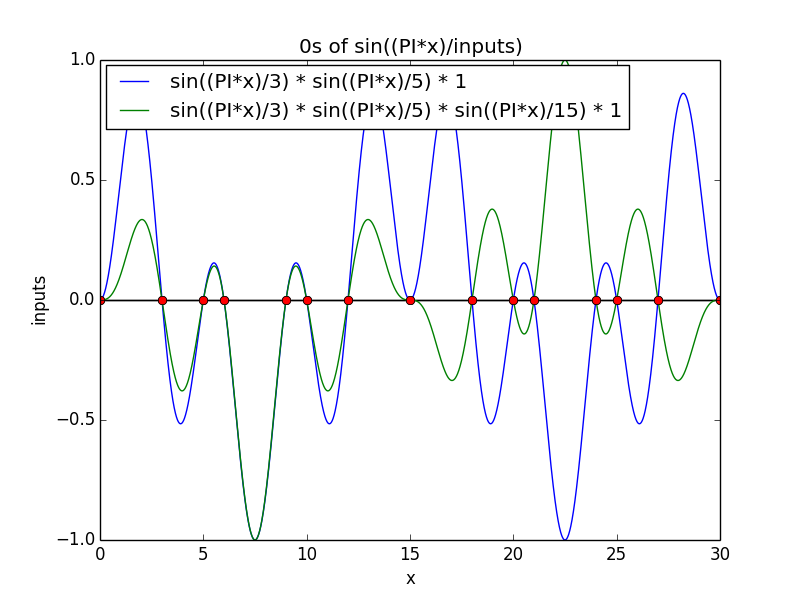 0s of sin((PI*x)/inputs)
sin((PI*x)/3) * sin((PI*x)/5) * 1
sin((PI*x)/3) * sin((PI*x)/5) * sin((PI*x)/15) * 1
1.0
0.5
0.0
−0.5
−1.0
inputs
0 5 10 15 20 25 30
x